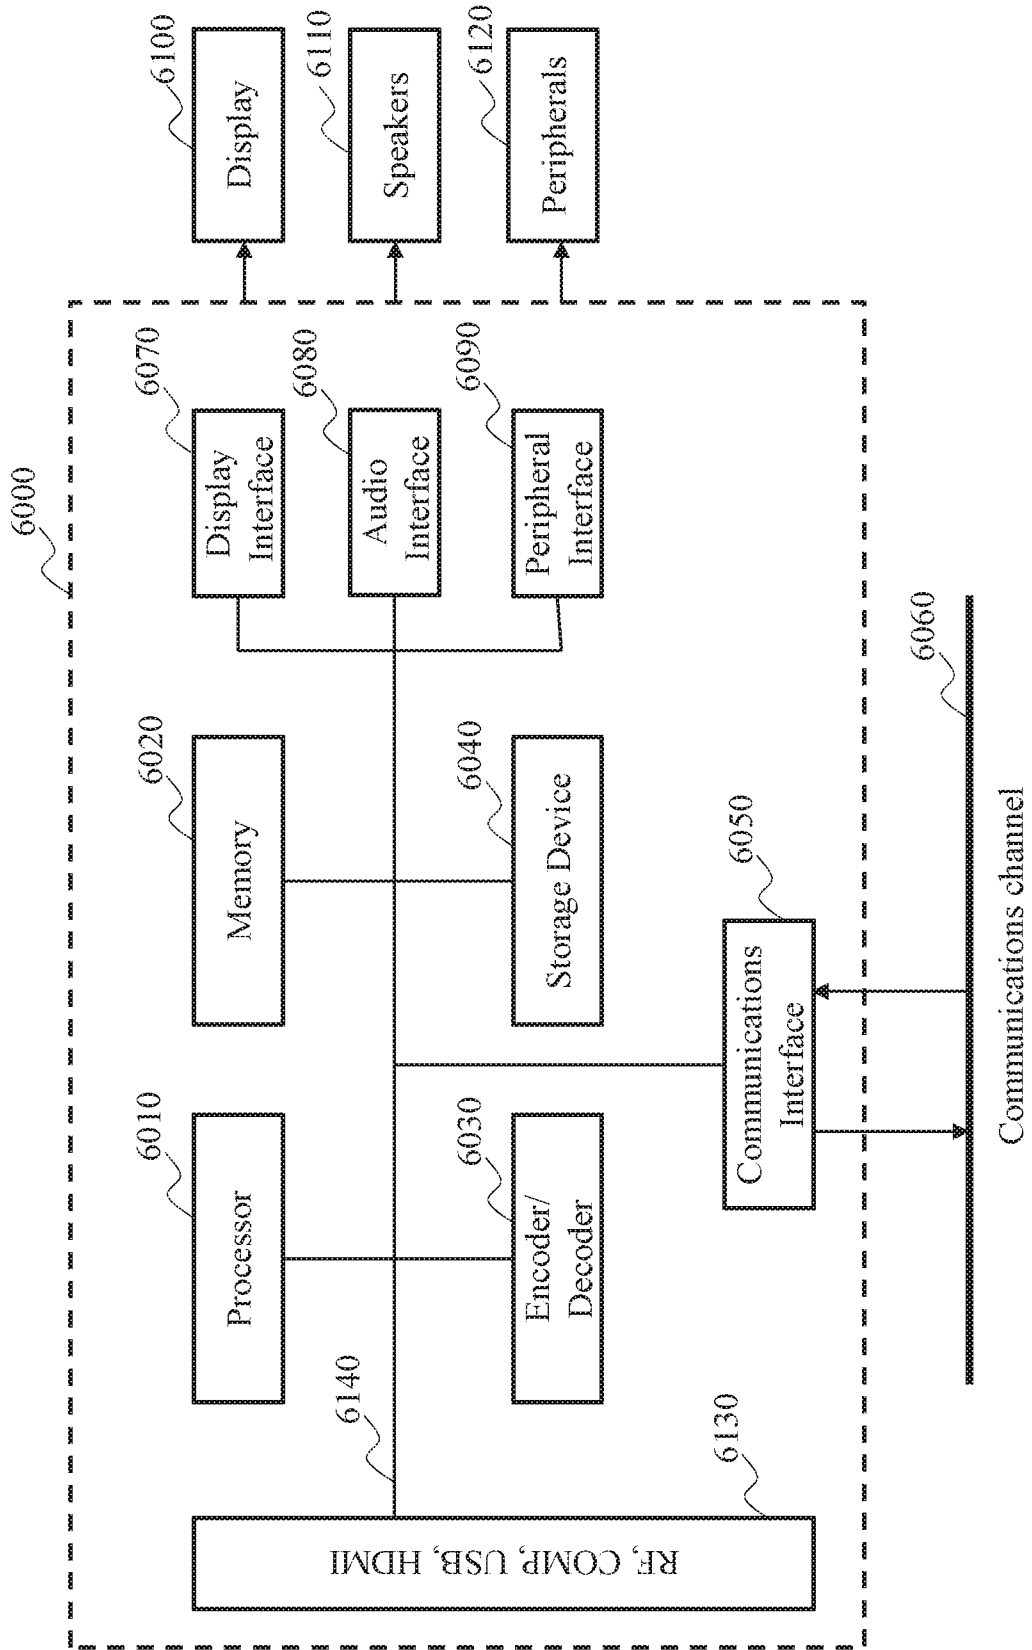 6000
RF, COMP, USB, HDMI
6130
6140
Processor
6010
Memory
6020
Display
Interface
6070
Display
6100
Audio
Interface
6080
Speakers
6110
Encoder/
Decoder
6030
Storage Device
6040
Peripheral
Interface
6090
Peripherals
6120
Communications
Interface
6050
6060
Communications channel